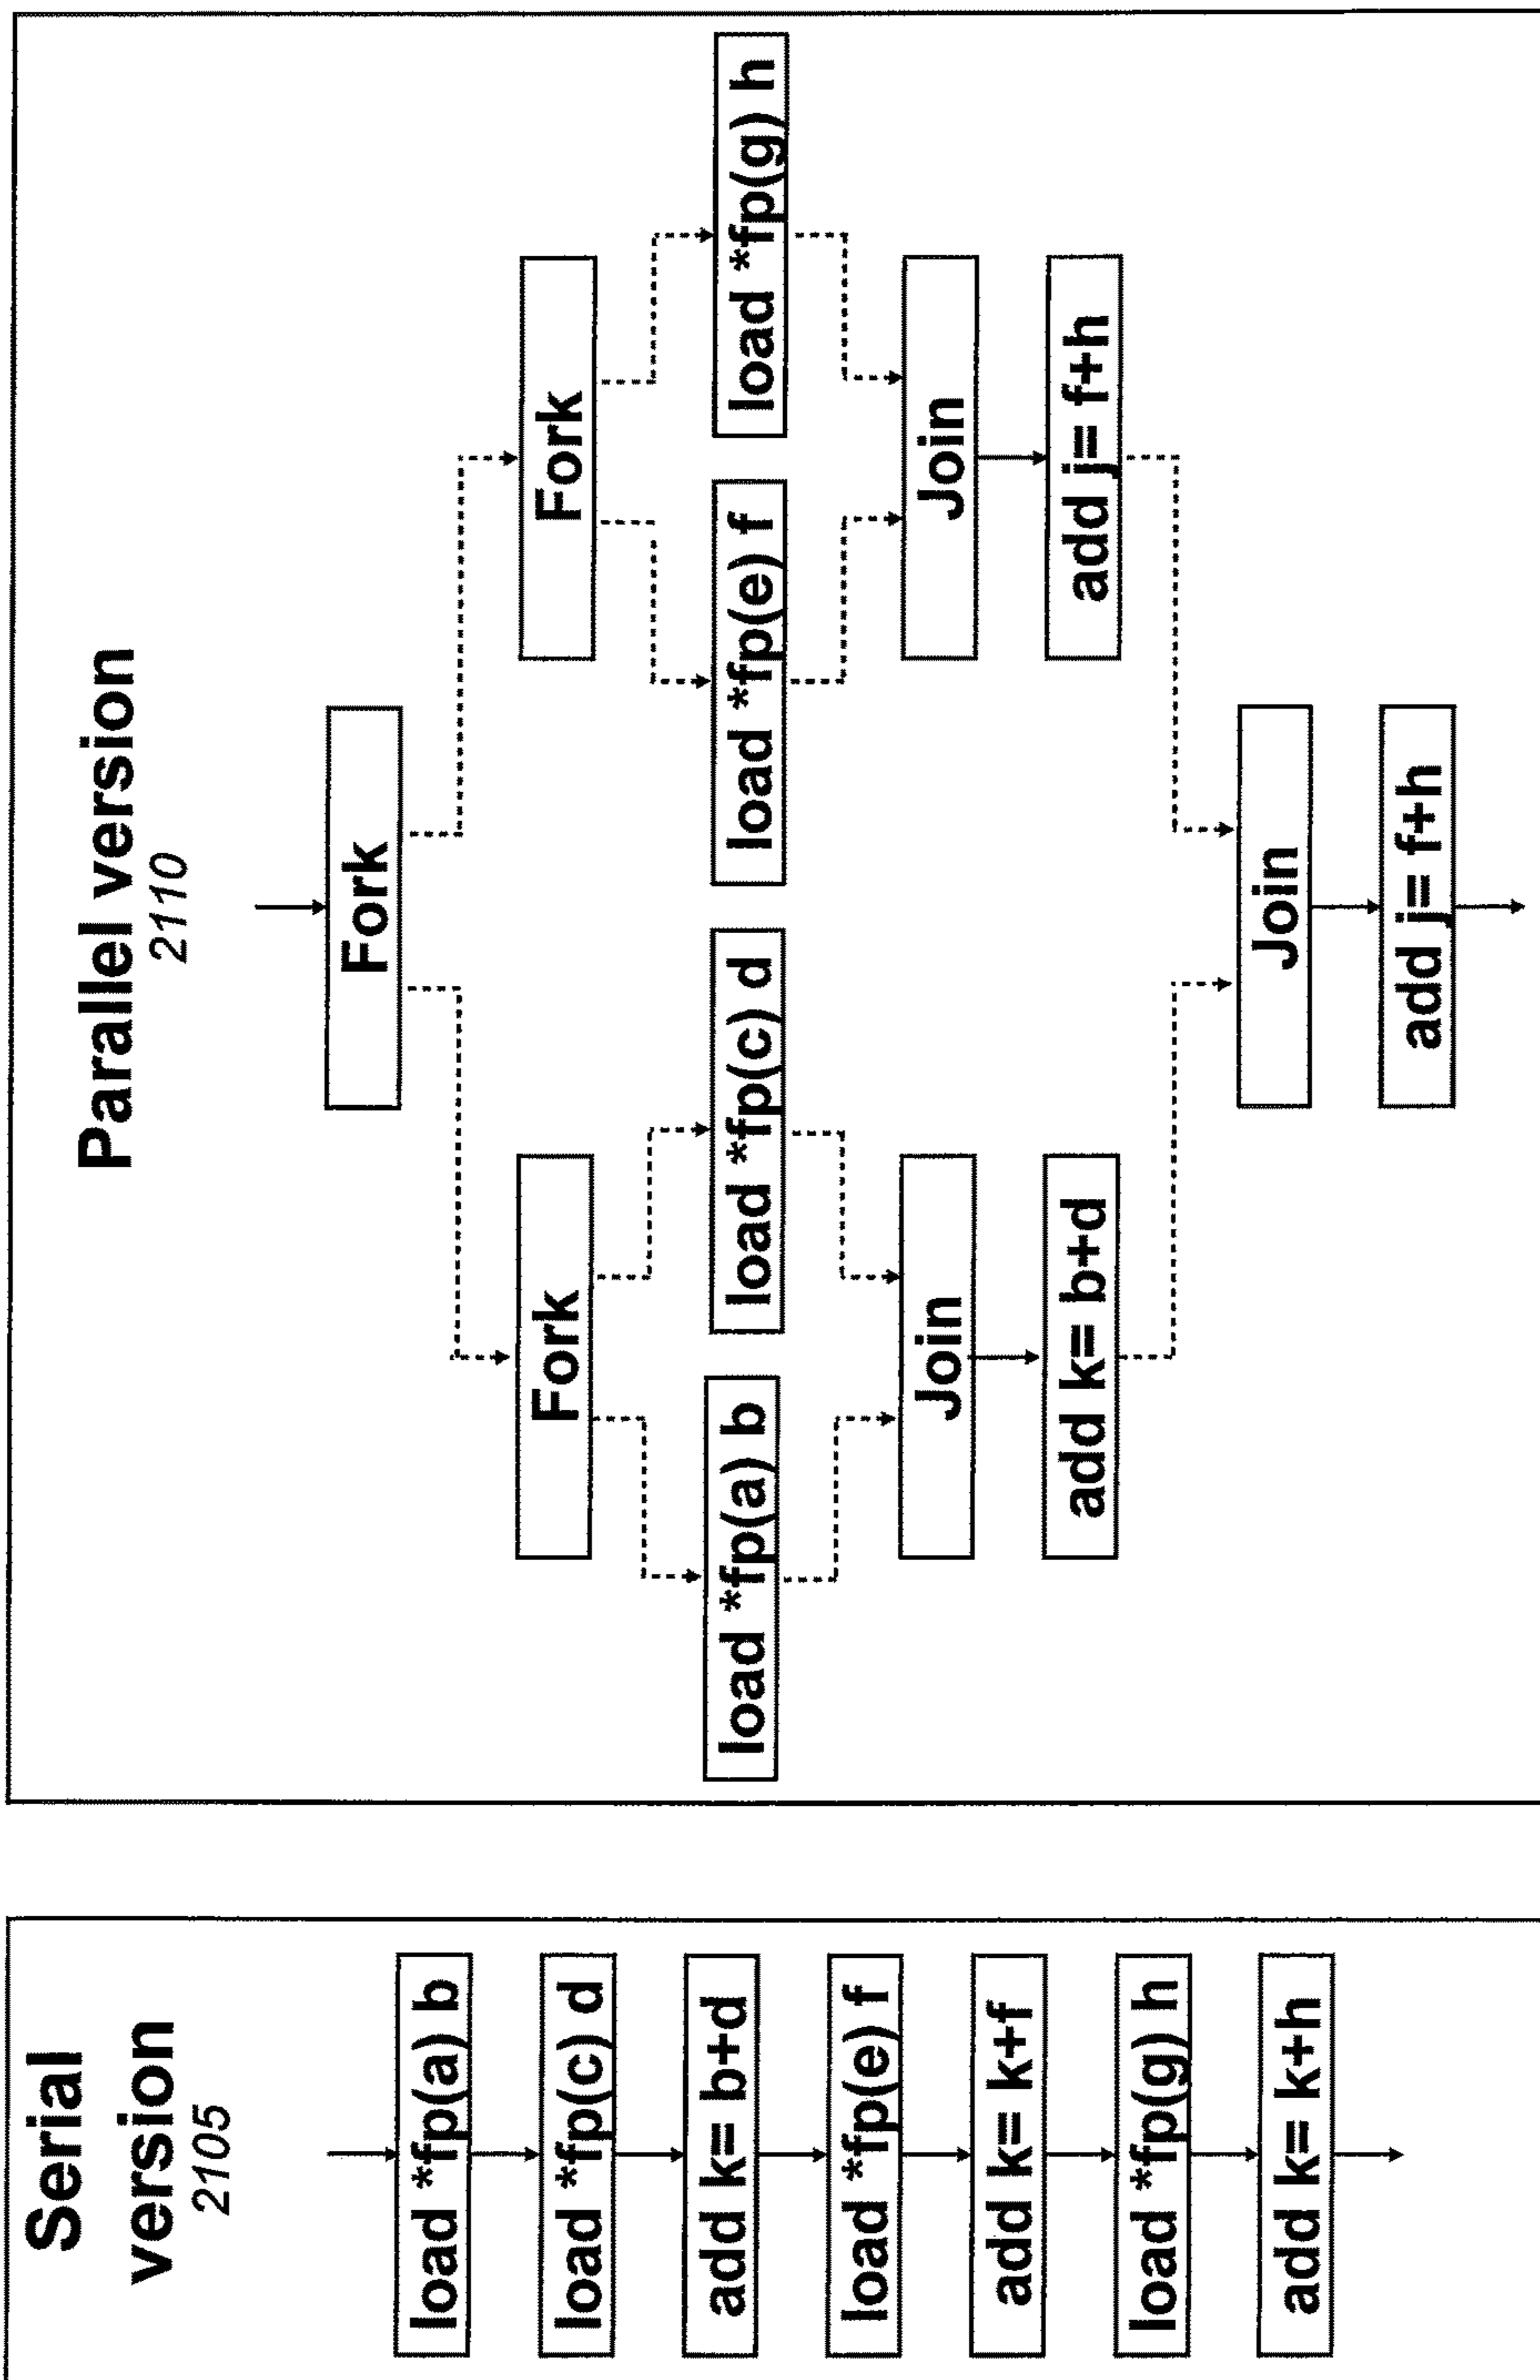 Serial
version
2105
load *fp(a) b
load *fp(c) d
add k= b+d
load *fp(e) f
add k= k+f
load *fp(g) h
add k= k+h
Parallel version
2110
Fork
Fork
Fork
load *fp(a) b
load *fp(c) d
load *fp(e) f
load *fp(g) h
Join
Join
add k= b+d
add j= f+h
Join
add j= f+h